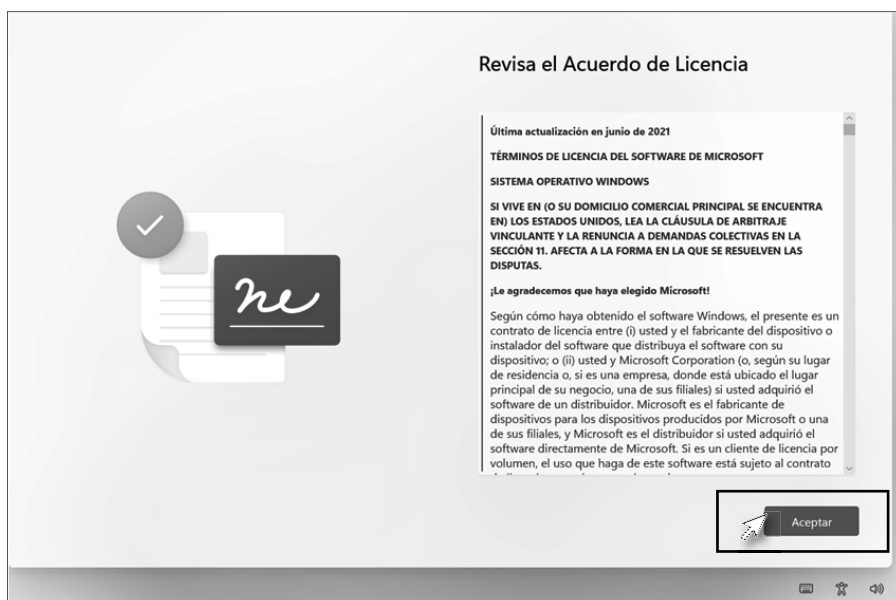 Revisa el Acuerdo de Licencia
Última actualización en junio de 2021
TÉRMINOS DE LICENCIA DEL SOFTWARE DE MICROSOFT
SISTEMA OPERATIVO WINDOWS
SI VIVE EN (O SU DOMICILIO COMERCIAL PRINCIPAL SE ENCUENTRA
EN) LOS ESTADOS UNIDOS, LEA LA CLÁUSULA DE ARBITRAJE
VINCULANTE Y LA RENUNCIA A DEMANDAS COLECTIVAS EN LA
SECCIÓN 11. AFECTA A LA FORMA EN LA QUE SE RESUELVEN LAS
DISPUTAS.
¡Le agradecemos que haya elegido Microsoft!
Según cómo haya obtenido el software Windows, el presente es un
contrato de licencia entre (i) usted y el fabricante del dispositivo o
instalador del software que distribuya el software con su
dispositivo; o (ii) usted y Microsoft Corporation (o, según su lugar
de residencia o, si es una empresa, donde está ubicado el lugar
principal de su negocio, una de sus filiales) si usted adquirió el
software de un distribuidor. Microsoft es el fabricante de
dispositivos para los dispositivos producidos por Microsoft o una
de sus filiales, y Microsoft es el distribuidor si usted adquirió el
software directamente de Microsoft. Si es un cliente de licencia por
volumen, el uso que haga de este software está sujeto al contrato
Aceptar